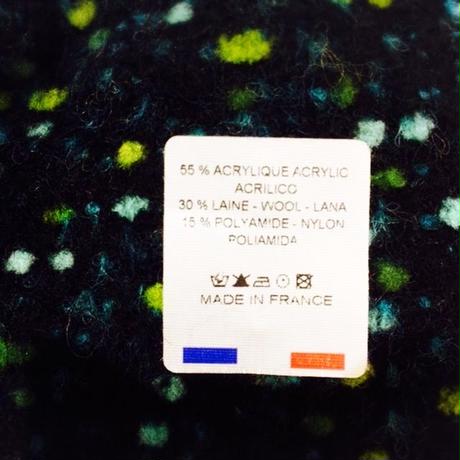 55 % ACRYLIQUE ACRYLIC
ACRILICO
30 % LAINE - WOOL - LANA
15 % POLYAMIDE - NYLON
POLIAMIDA
MADE IN FRANCE